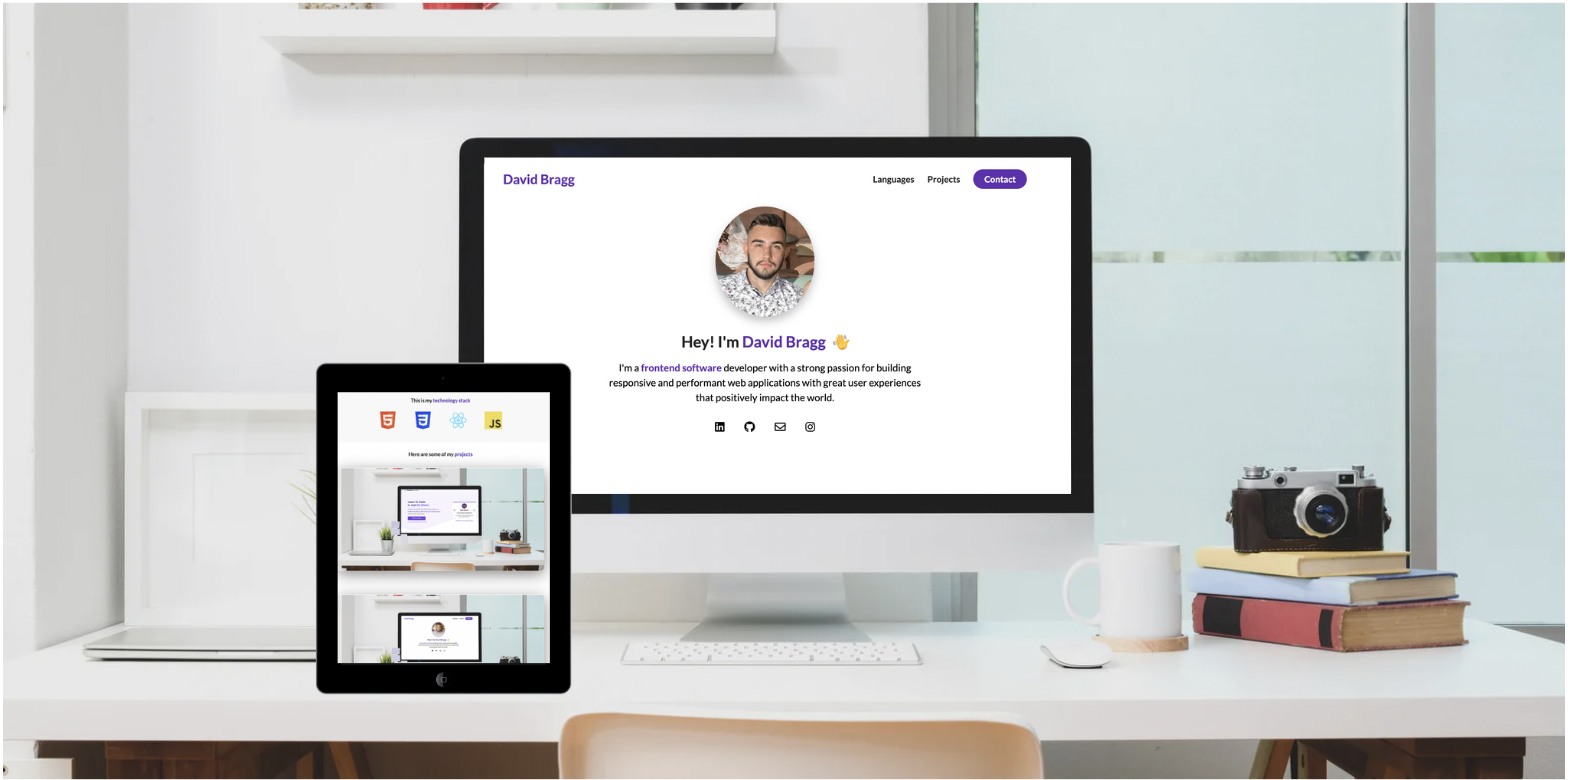 David Bragg
Languages
Projects
Contact
Hey! I'm David Bragg 👋
I'm a frontend software developer with a strong passion for building
responsive and performant web applications with great user experiences
that positively impact the world.
This is my technology stack
5
3
JS
Here are some of my projects